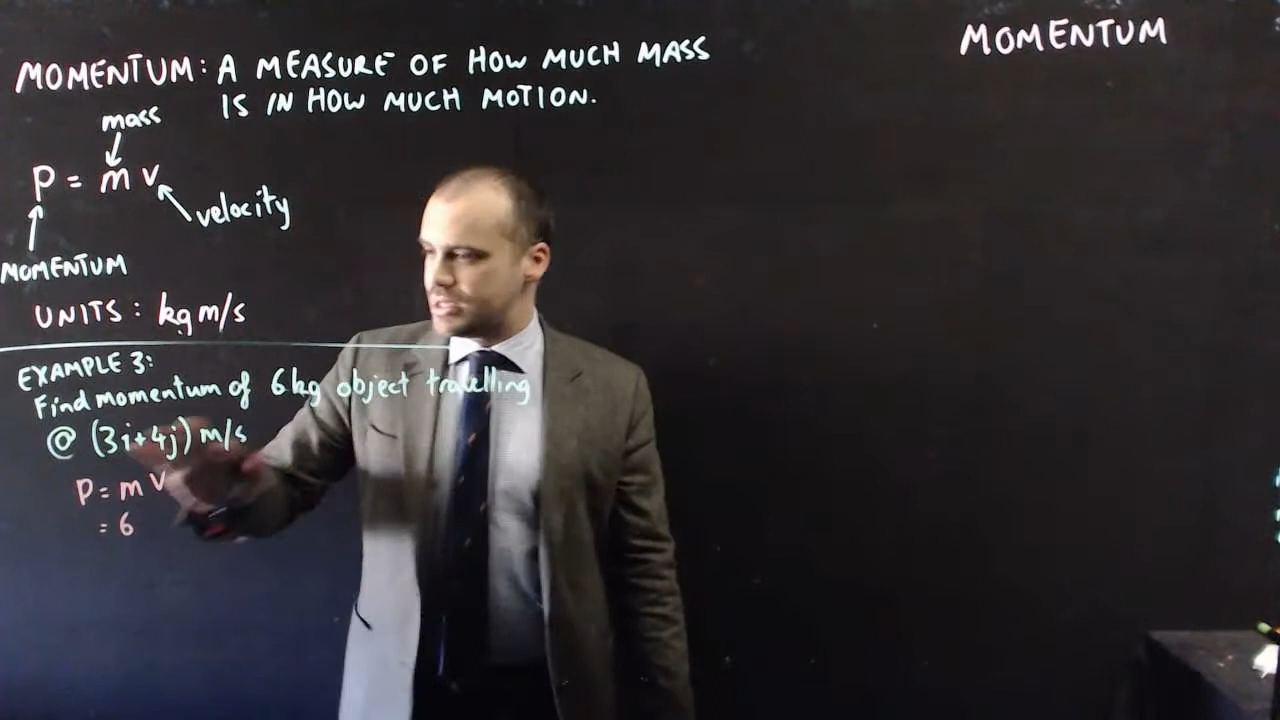 MOMENTUM
MOMENTUM: A MEASURE OF HOW MUCH MASS
IS IN HOW MUCH MOTION.
mass
P = m v
velocity
MOMENTUM
UNITS: kgm/s
EXAMPLE 3:
Find momentum of 6kg object travelling
@ (3i+4j) m/s
P = m v
= 6